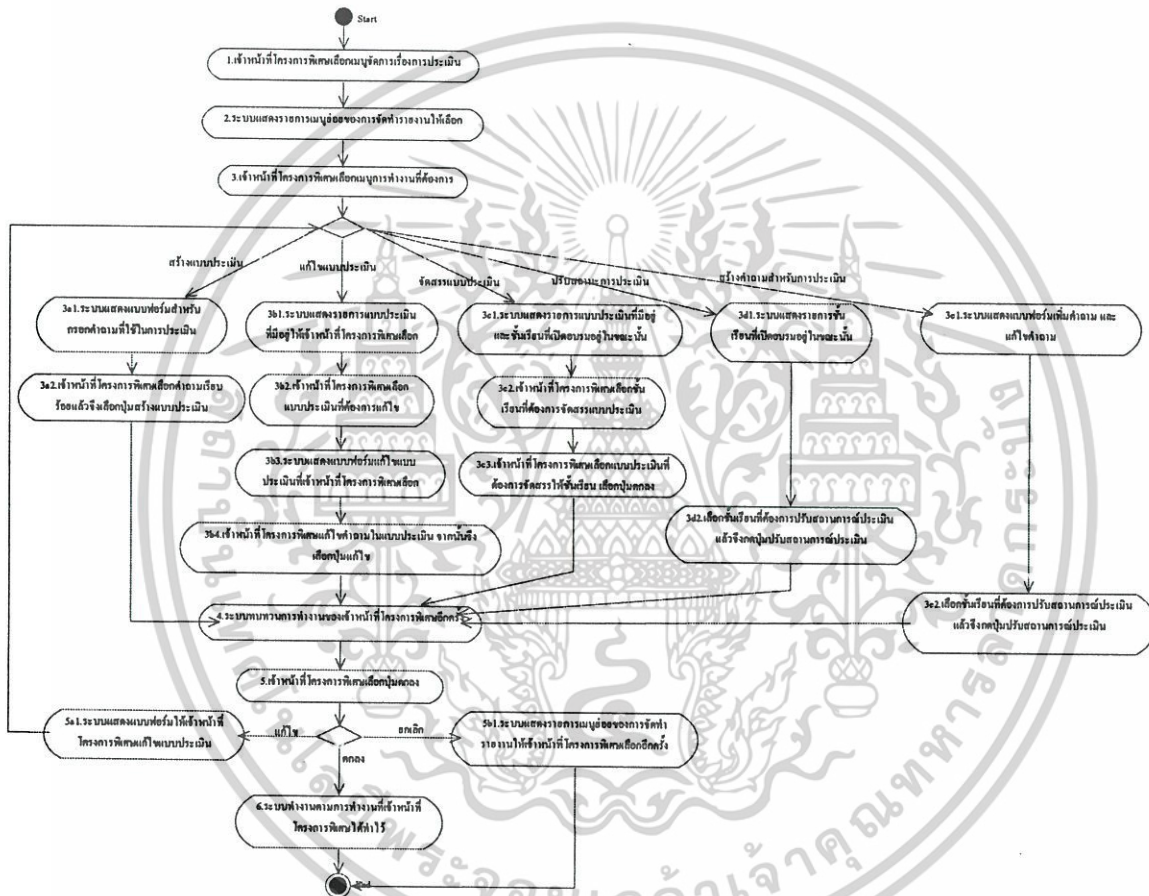 Start
1.เจ้าหน้าที่โครงการพิเศษเลือกเมนูจัดการเรื่องการประเมิน
2.ระบบแสดงรายการเมนูย่อยของการจัดทำรายงานให้เลือก
3.เจ้าหน้าที่โครงการพิเศษเลือกเมนูการทำงานที่ต้องการ
สร้างแบบประเมิน
แก้ไขแบบประเมิน
จัดสรรแบบประเมิน
ปรับสถานะการประเมิน
สร้างคำถามสำหรับการประเมิน
3a1.ระบบแสดงแบบฟอร์มสำหรับ
กรอกคำถามที่ใช้ในการประเมิน
3b1.ระบบแสดงรายการแบบประเมิน
ที่มีอยู่ให้เจ้าหน้าที่โครงการพิเศษเลือก
3c1.ระบบแสดงรายการแบบประเมินที่มีอยู่
และชั้นเรียนที่เปิดอบรมอยู่ในขณะนั้น
3d1.ระบบแสดงรายการชั้น
เรียนที่เปิดอบรมอยู่ในขณะนั้น
3e1.ระบบแสดงแบบฟอร์มเพิ่มคำถาม และ
แก้ไขคำถาม
3a2.เจ้าหน้าที่โครงการพิเศษเลือกคำถามเรียบ
ร้อยแล้วจึงเลือกปุ่มสร้างแบบประเมิน
3b2.เจ้าหน้าที่โครงการพิเศษเลือก
แบบประเมินที่ต้องการแก้ไข
3c2.เจ้าหน้าที่โครงการพิเศษเลือกชั้น
เรียนที่ต้องการจัดสรรแบบประเมิน
3b3.ระบบแสดงแบบฟอร์มแก้ไขแบบ
ประเมินที่เจ้าหน้าที่โครงการพิเศษเลือก
3c3.เจ้าหน้าที่โครงการพิเศษเลือกแบบประเมินที่
ต้องการจัดสรรให้ชั้นเรียน เลือกปุ่มตกลง
3b4.เจ้าหน้าที่โครงการพิเศษแก้ไขคำถามในแบบประเมิน จากนั้นจึง
เลือกปุ่มแก้ไข
3d2.เลือกชั้นเรียนที่ต้องการปรับสถานการณ์ประเมิน
แล้วจึงกดปุ่มปรับสถานการณ์ประเมิน
3e2.เลือกชั้นเรียนที่ต้องการปรับสถานการณ์ประเมิน
แล้วจึงกดปุ่มปรับสถานการณ์ประเมิน
4.ระบบทบทวนการทำงานของเจ้าหน้าที่โครงการพิเศษอีกครั้ง
5.เจ้าหน้าที่โครงการพิเศษเลือกปุ่มตกลง
แก้ไข
ยกเลิก
ตกลง
5a1.ระบบแสดงแบบฟอร์มให้เจ้าหน้าที่
โครงการพิเศษแก้ไขแบบประเมิน
5b1.ระบบแสดงรายการเมนูย่อยของการจัดทำ
รายงานให้เจ้าหน้าที่โครงการพิเศษเลือกอีกครั้ง
6.ระบบทำงานตามการทำงานที่เจ้าหน้าที่
โครงการพิเศษได้ทำไว้
End